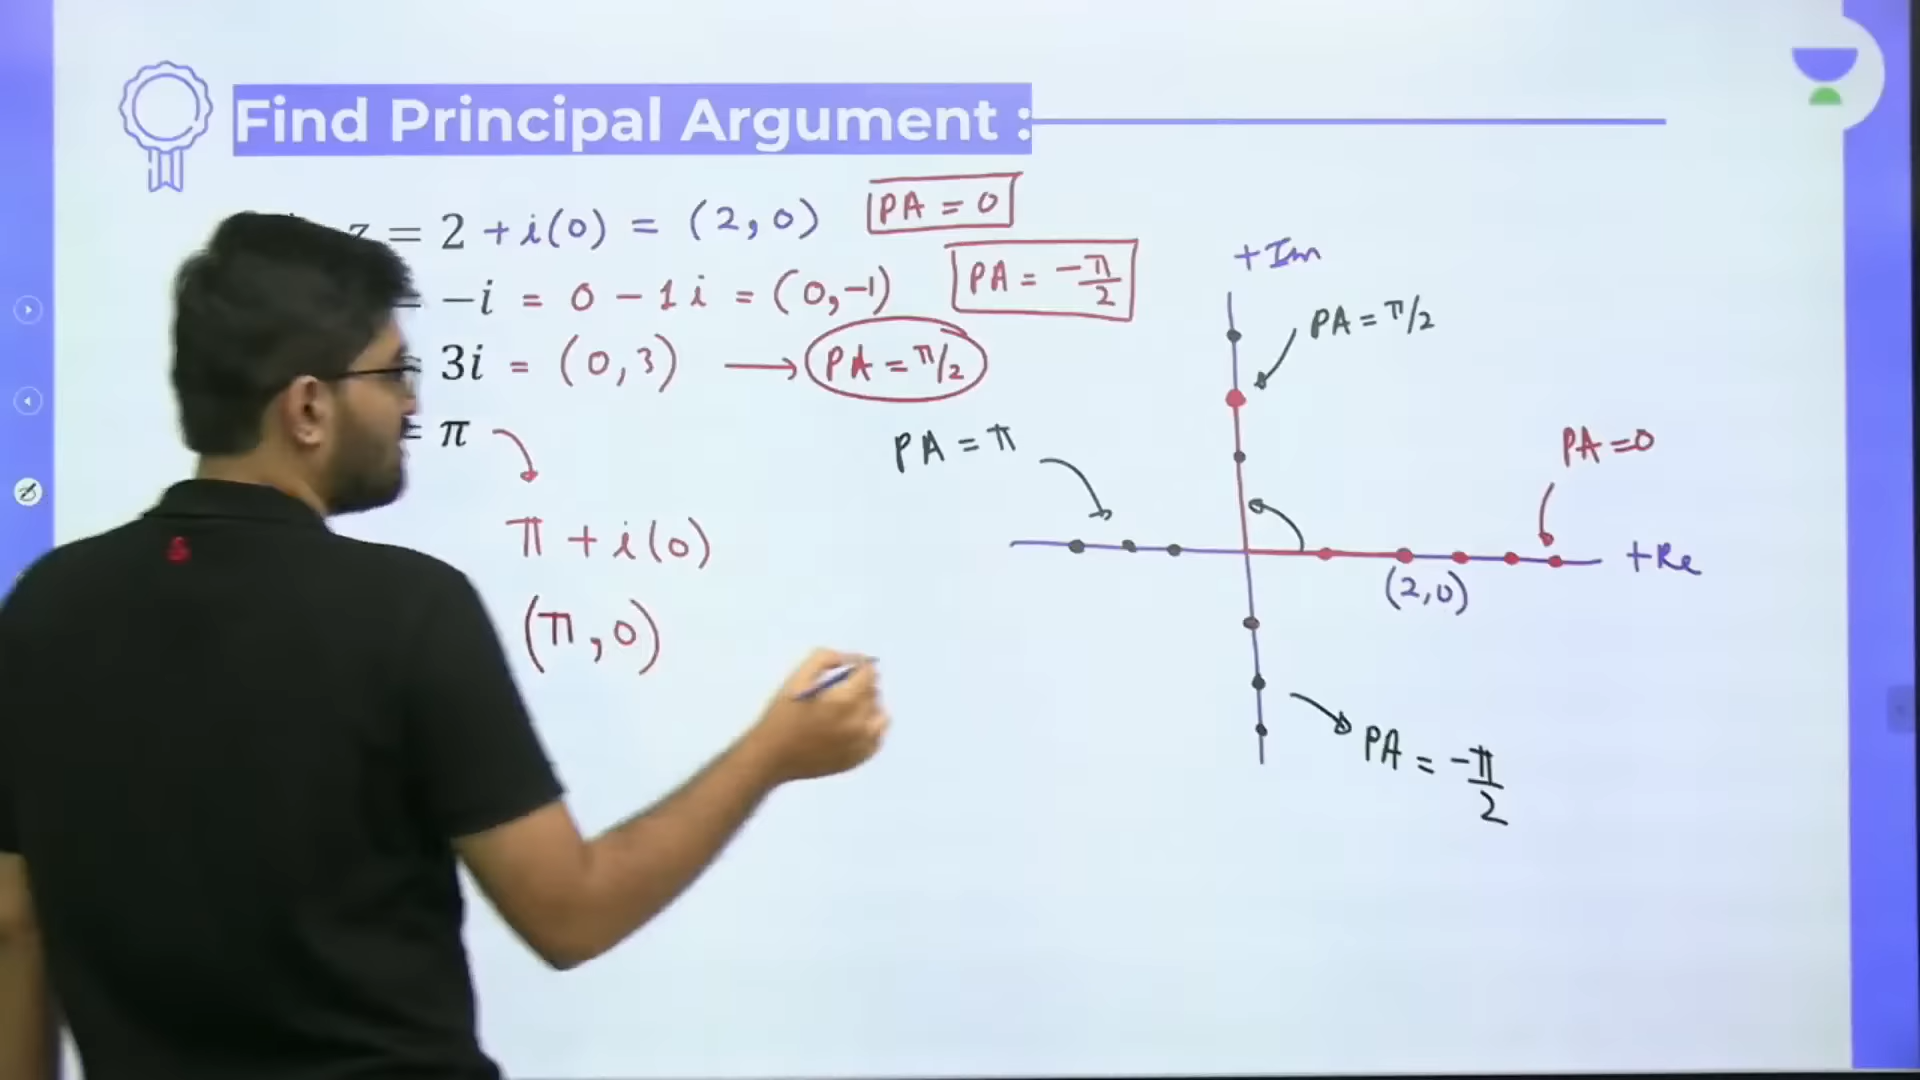 Find Principal Argument :
z = 2 + i(0) = (2, 0) PA = 0
= -i = 0 - 1 i = (0, -1) PA = -π/2
= 3i = (0, 3) → PA = π/2
= π
π + i(0)
(π, 0)
+Im
PA = π/2
PA = π
PA = 0
+Re
(2, 0)
PA = -π/2